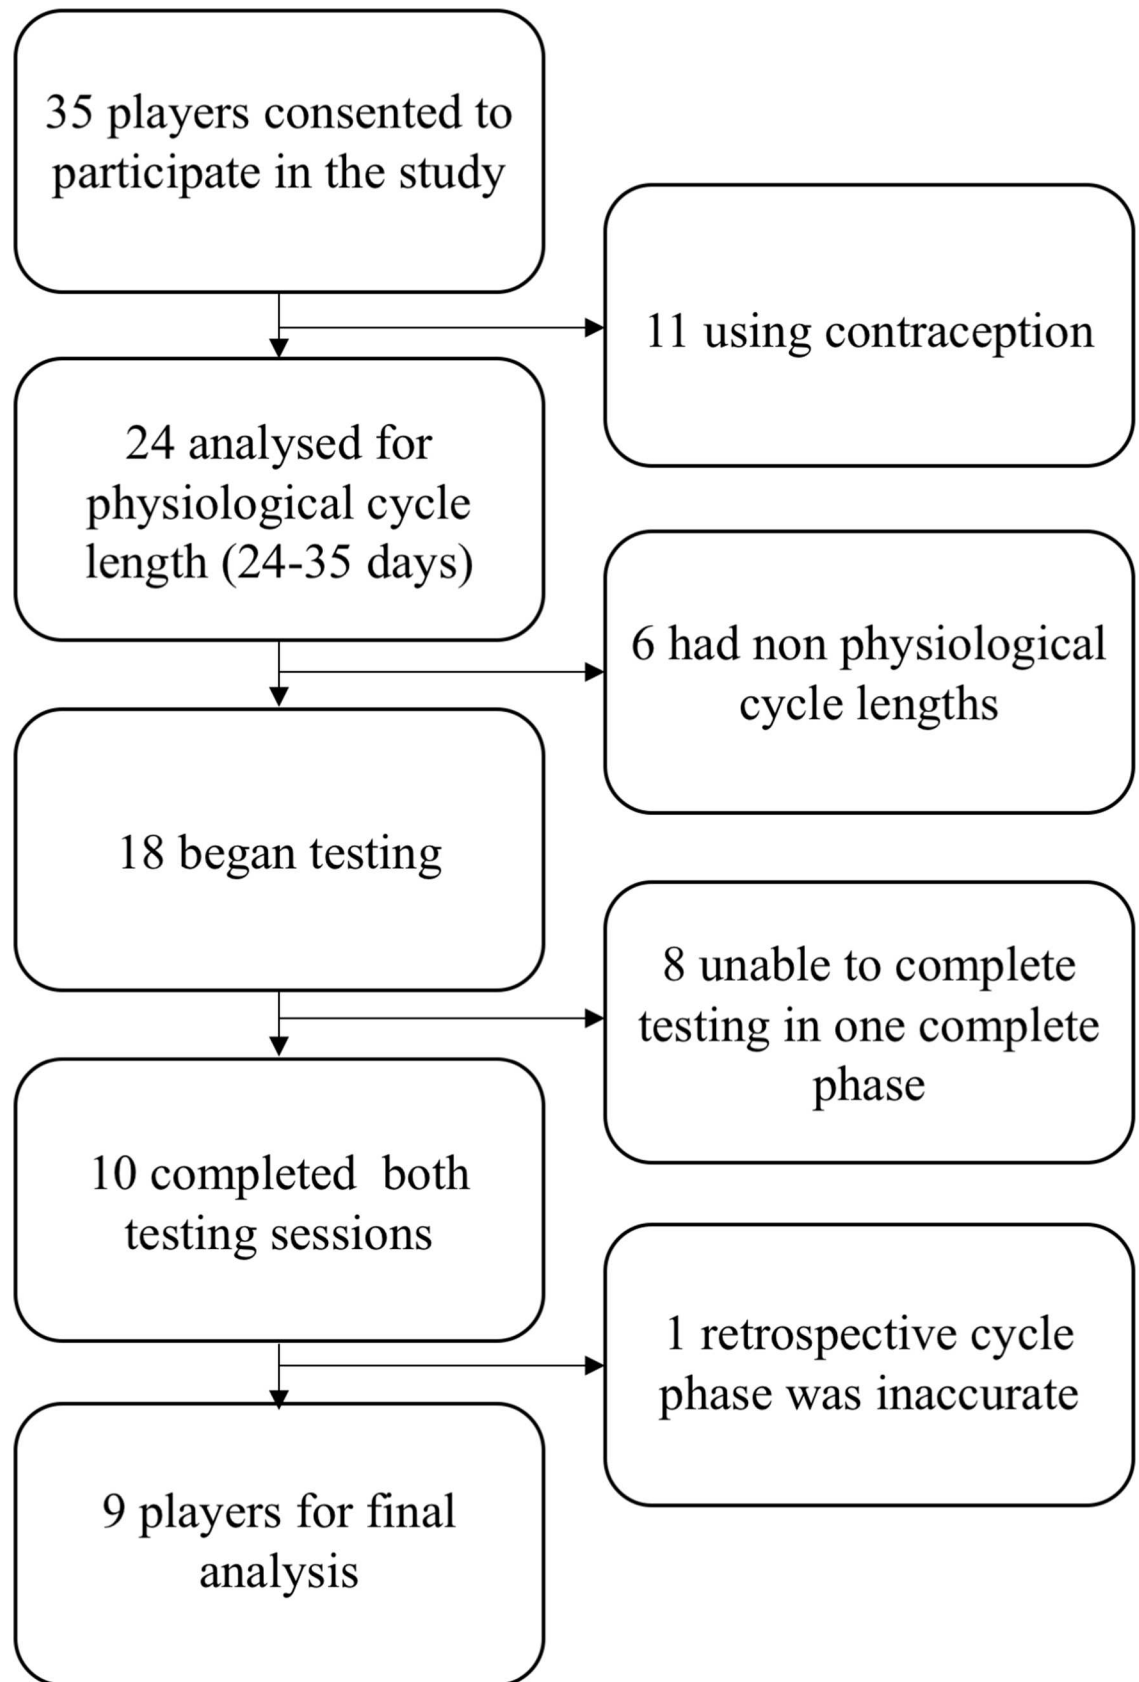 35 players consented to
participate in the study
11 using contraception
24 analysed for
physiological cycle
length (24-35 days)
6 had non physiological
cycle lengths
18 began testing
8 unable to complete
testing in one complete
phase
10 completed  both
testing sessions
1 retrospective cycle
phase was inaccurate
9 players for final
analysis